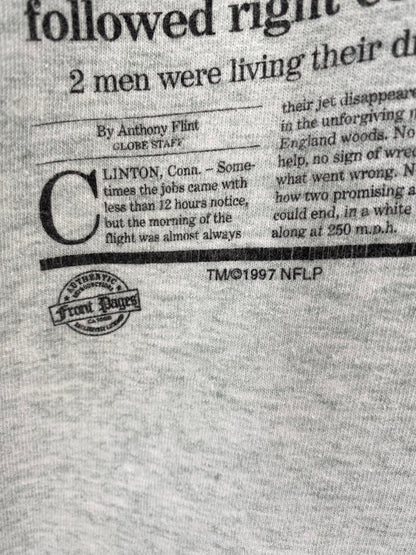 followed right
2 men were living their
By Anthony Flint
GLOBE STAFF
CLINTON, Conn. – Some-
times the jobs came with
less than 12 hours notice,
but the morning of the
flight was almost always
their jet disappeare
in the unforgiving
England woods. No
help, no sign of wrec
what went wrong. N
how two promising a
could end, in a white
along at 250 m.p.h.
TM/©1997 NFLP
AUTHENTIC
Front Pages